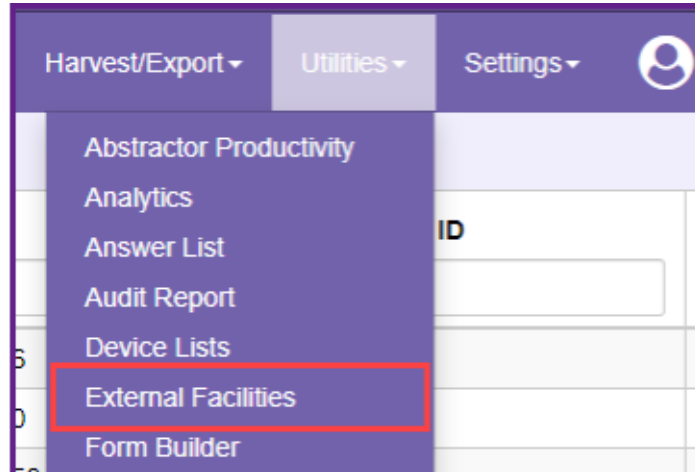 Harvest/Export
Utilities
Settings
Abstractor Productivity
Analytics
ID
Answer List
Audit Report
Device Lists
External Facilities
Form Builder